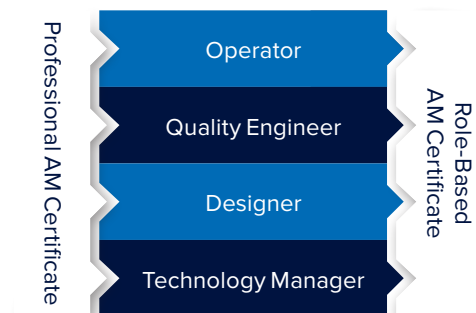 Professional AM Certificate
Operator
Quality Engineer
Designer
Technology Manager
Role-Based
AM Certificate